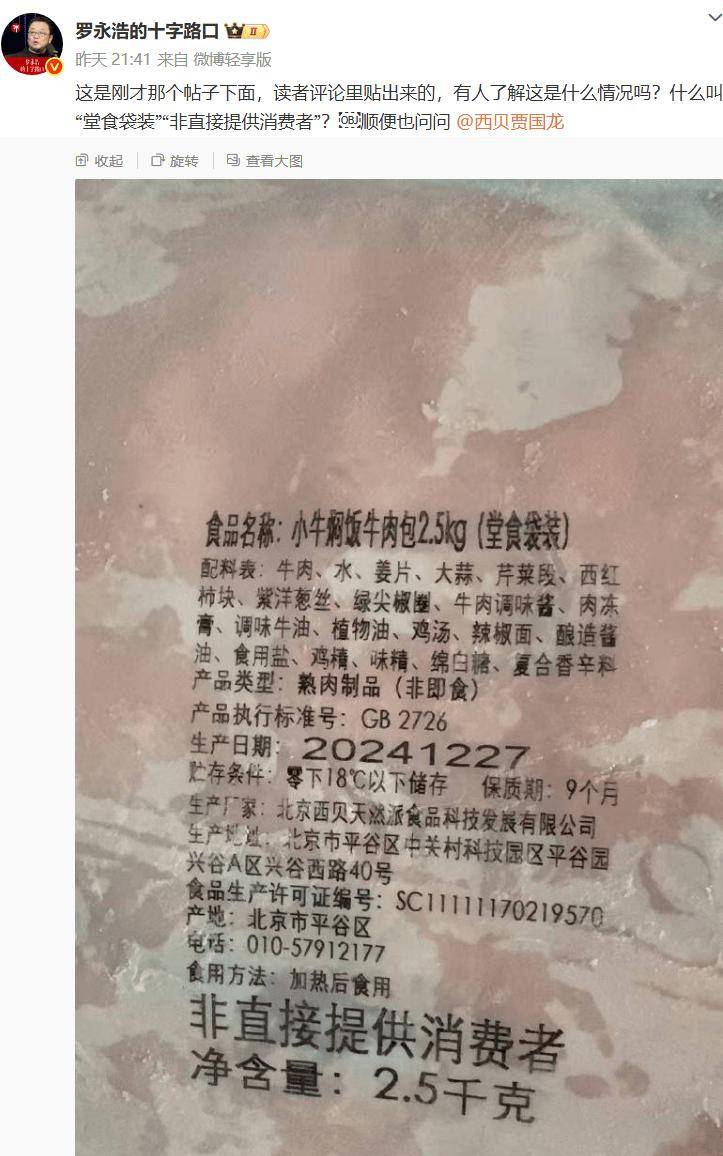 罗永浩的十字路口 II
昨天 21:41 来自 微博轻享版
这是刚才那个帖子下面，读者评论里贴出来的，有人了解这是什么情况吗？什么叫
“堂食袋装”“非直接提供消费者”？OBJ顺便也问问 @西贝贾国龙
收起 旋转 查看大图
食品名称：小牛焖饭牛肉包2.5kg（堂食袋装）
配料表：牛肉、水、姜片、大蒜、芹菜段、西红
柿块、紫洋葱丝、绿尖椒圈、牛肉调味酱、肉冻
膏、调味牛油、植物油、鸡汤、辣椒面、酿造酱
油、食用盐、鸡精、味精、绵白糖、复合香辛料
产品类型：熟肉制品（非即食）
产品执行标准号：GB 2726
生产日期：20241227
贮存条件：零下18℃以下储存 保质期：9个月
生产厂家：北京西贝天然派食品科技发展有限公司
生产地址：北京市平谷区中关村科技园区平谷园
兴谷A区兴谷西路40号
食品生产许可证编号：SC11111170219570
产地：北京市平谷区
电话：010-57912177
食用方法：加热后食用
非直接提供消费者
净含量：2.5千克